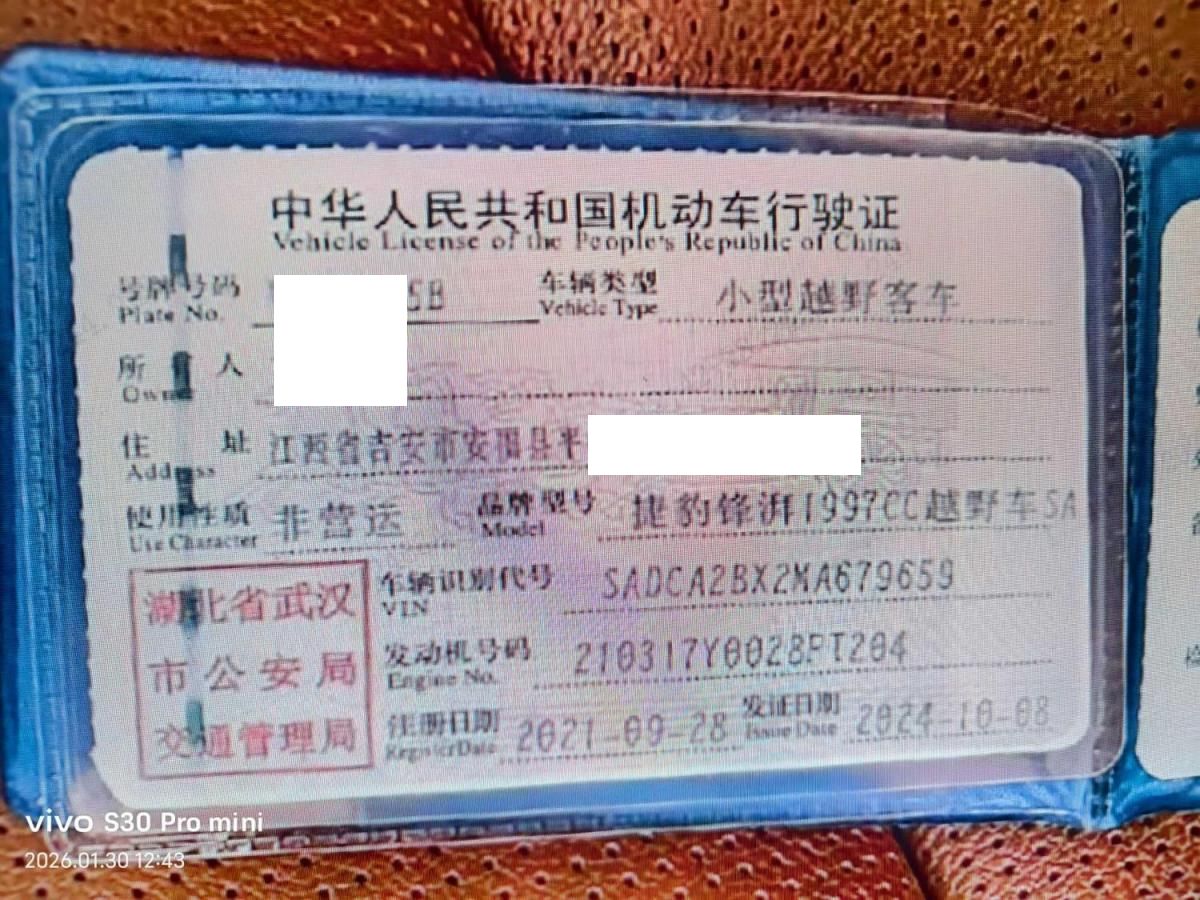 中华人民共和国机动车行驶证
Vehicle License of the People's Republic of China
号牌号码 5B 车辆类型 小型越野客车
Plate No. Vehicle Type
所有人
Owner
住址 江西省吉安市安福县平
Address
使用性质 非营运 品牌型号 捷豹锋湃1997CC越野车SA
Use Character Model
湖北省武汉
市公安局
交通管理局
车辆识别代号 SADCA2BX2MA679659
VIN
发动机号码 210317Y0028PT204
Engine No.
注册日期 2021-09-28 发证日期 2024-10-08
Register Date Issue Date
vivo S30 Pro mini
2026.01.30 12:43